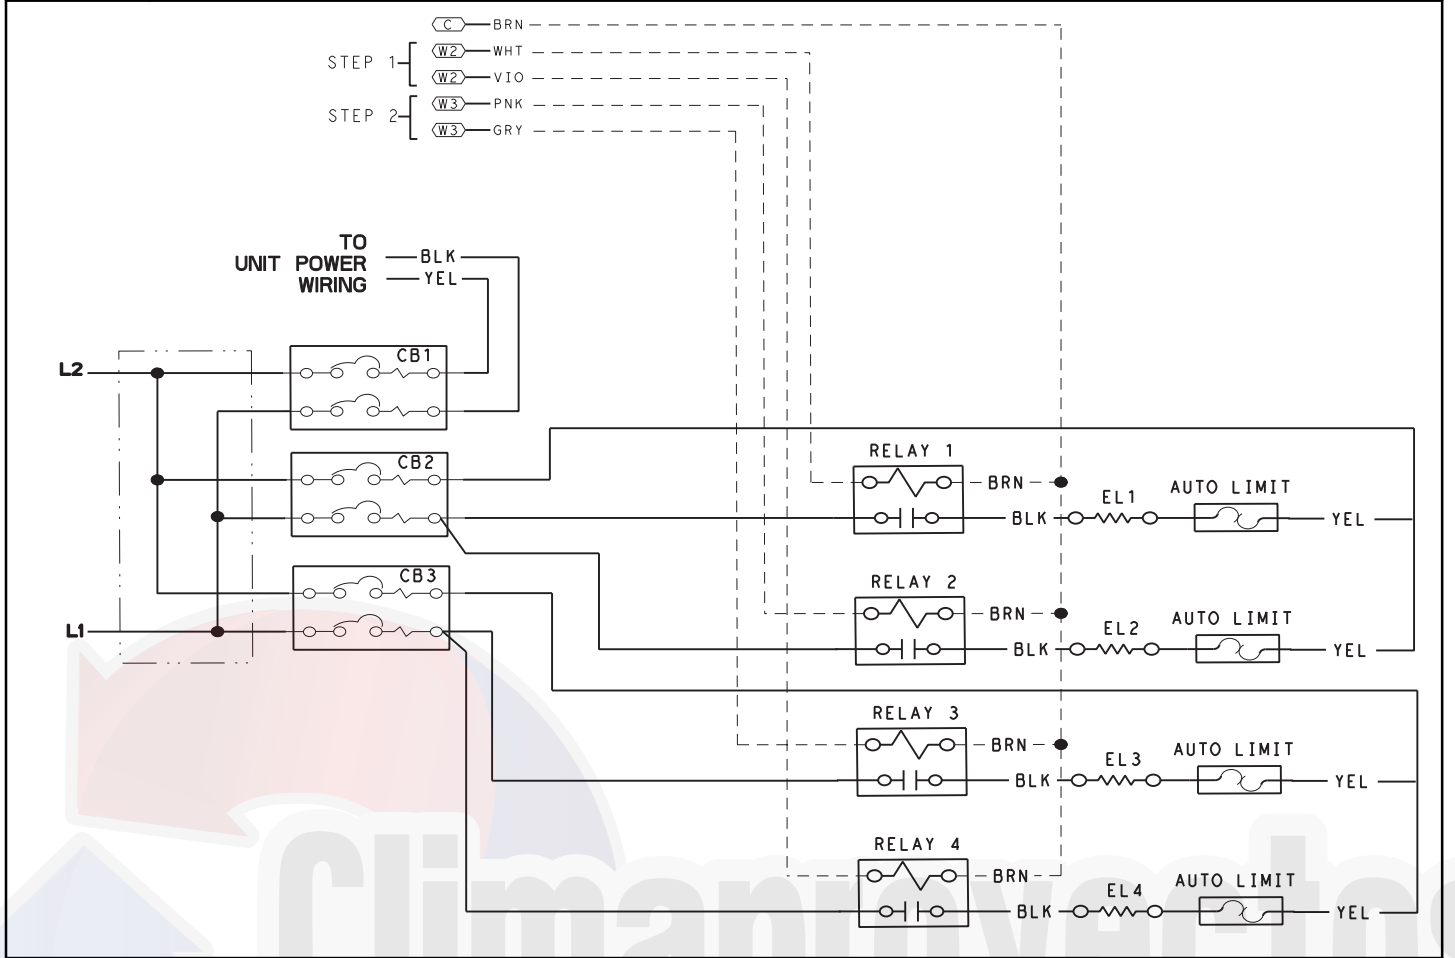 C BRN
STEP 1 W2 WHT
W2 VIO
STEP 2 W3 PNK
W3 GRY
TO
UNIT POWER
WIRING
BLK
YEL
L2
CB1
CB2
RELAY 1
BRN
BLK
EL1
AUTO LIMIT
YEL
CB3
RELAY 2
BRN
BLK
EL2
AUTO LIMIT
YEL
L1
RELAY 3
BRN
BLK
EL3
AUTO LIMIT
YEL
RELAY 4
BRN
BLK
EL4
AUTO LIMIT
YEL